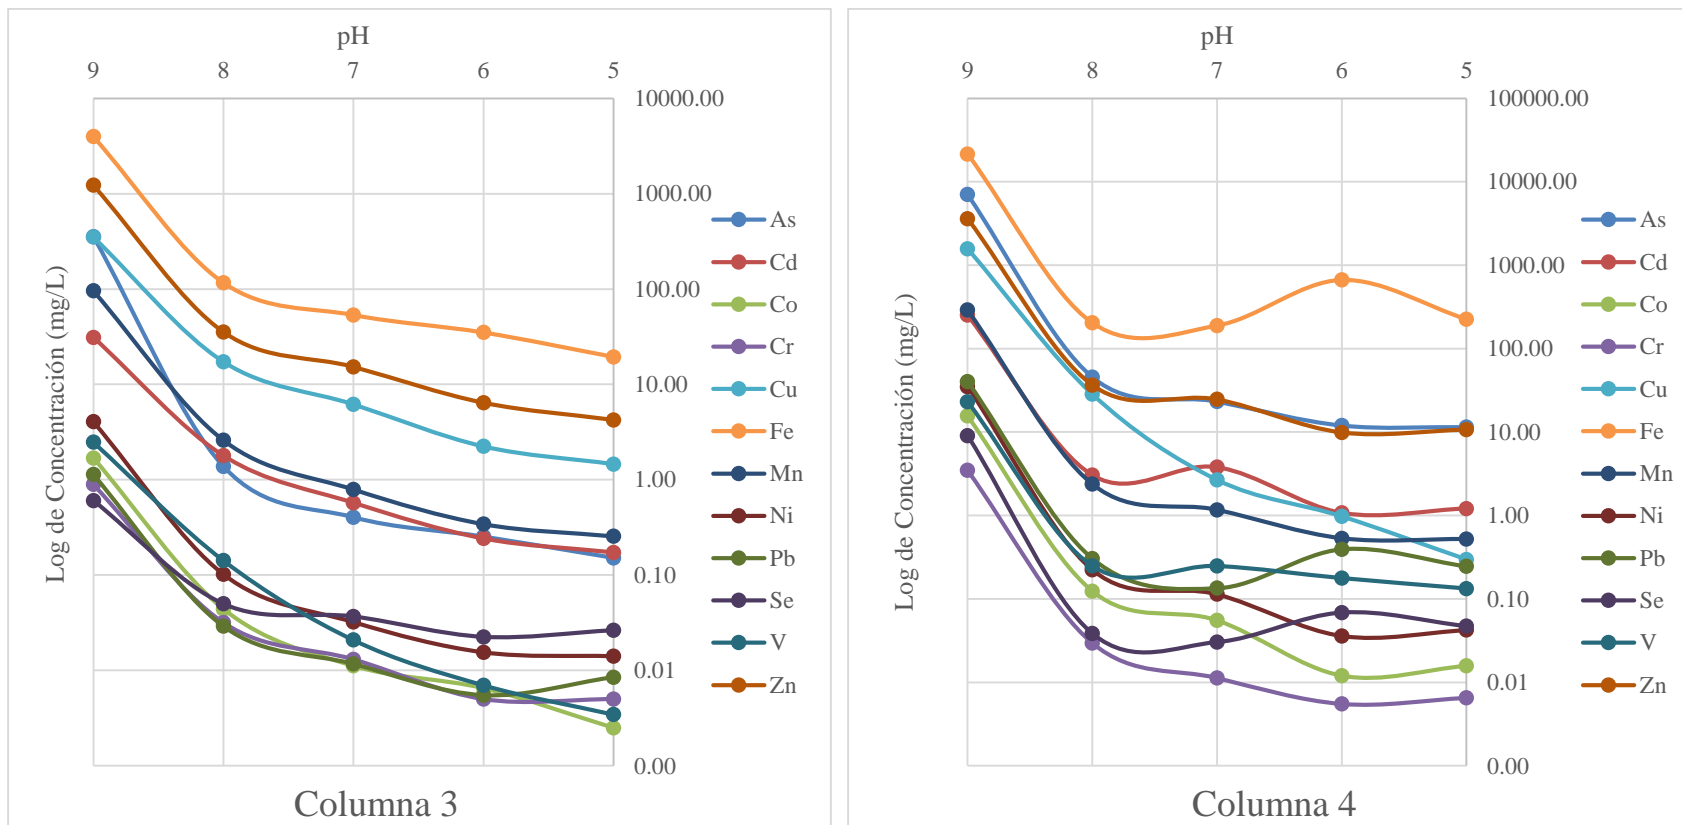 pH
9 8 7 6 5
10000.00
1000.00
100.00
10.00
1.00
0.10
0.01
0.00
Log de Concentración (mg/L)
As
Cd
Co
Cr
Cu
Fe
Mn
Ni
Pb
Se
V
Zn
Columna 3
pH
9 8 7 6 5
100000.00
10000.00
1000.00
100.00
10.00
1.00
0.10
0.01
0.00
Log de Concentración (mg/L)
As
Cd
Co
Cr
Cu
Fe
Mn
Ni
Pb
Se
V
Zn
Columna 4